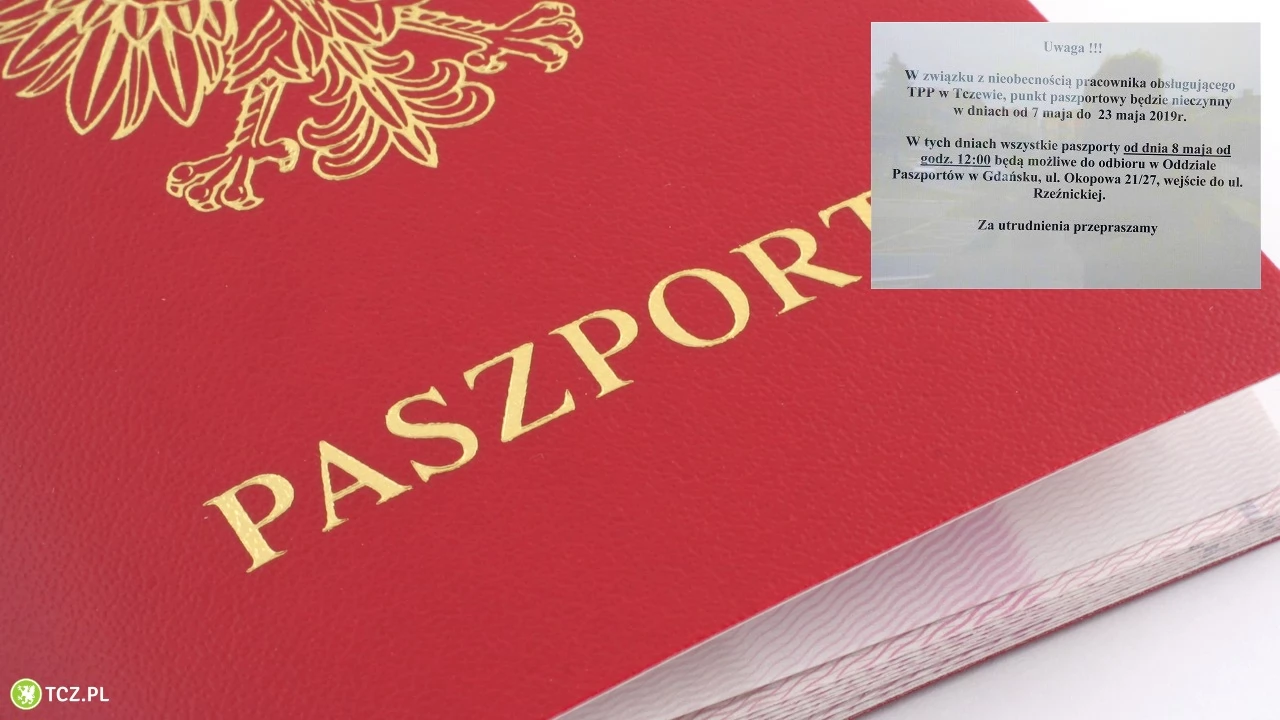 PASZPORT
Uwaga !!!
W związku z nieobecnością pracownika obsługującego
TPP w Tczewie, punkt paszportowy będzie nieczynny
w dniach od 7 maja do 23 maja 2019r.
W tych dniach wszystkie paszporty od dnia 8 maja od
godz. 12:00 będą możliwe do odbioru w Oddziale
Paszportów w Gdańsku, ul. Okopowa 21/27, wejście do ul.
Rzeźnickiej.
Za utrudnienia przepraszamy
TCZ.PL